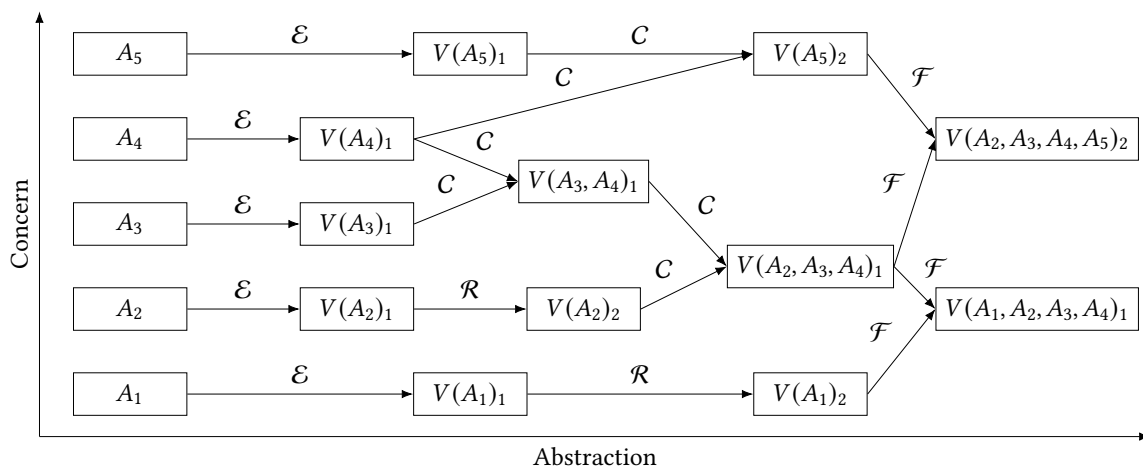 A₅ ℰ V(A₅)₁ 𝒞 V(A₅)₂
𝒞 ℱ
A₄ ℰ V(A₄)₁ 𝒞 V(A₂, A₃, A₄, A₅)₂
𝒞 V(A₃, A₄)₁ ℱ
A₃ ℰ V(A₃)₁ 𝒞
Concern
𝒞 V(A₂, A₃, A₄)₁ ℱ
A₂ ℰ V(A₂)₁ ℛ V(A₂)₂ V(A₁, A₂, A₃, A₄)₁
ℱ
A₁ ℰ V(A₁)₁ ℛ V(A₁)₂
Abstraction